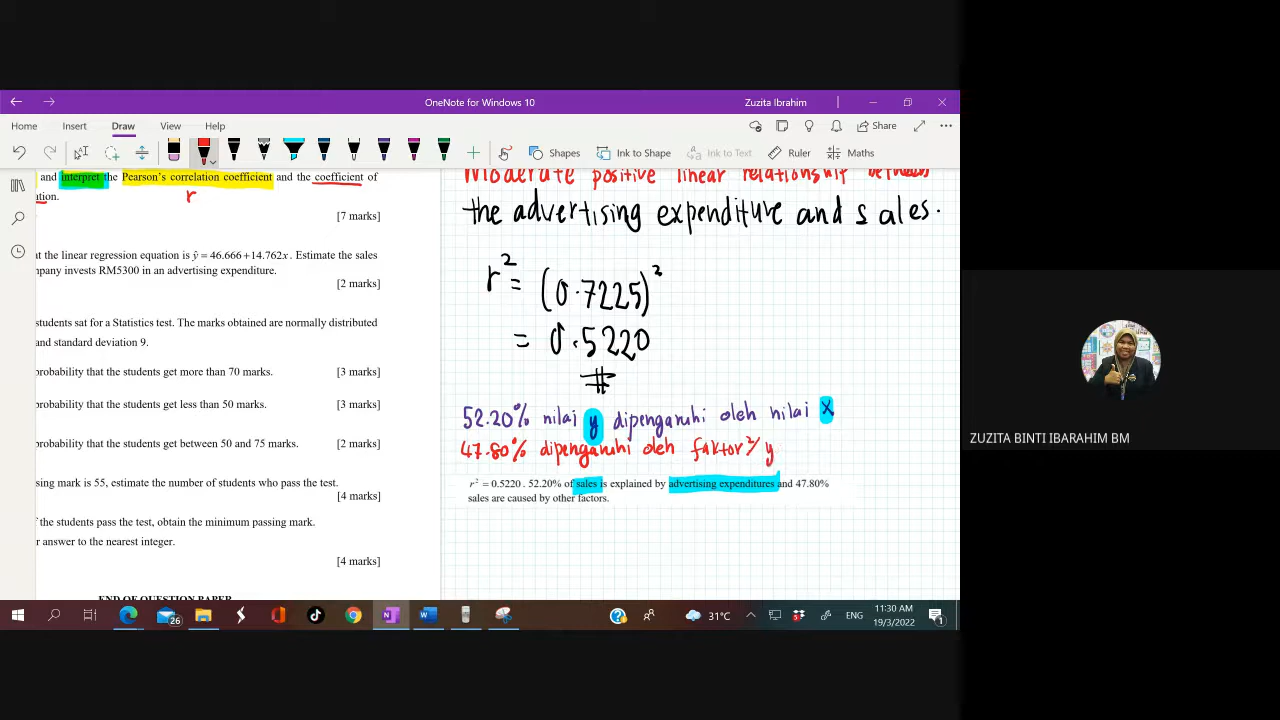 OneNote for Windows 10
Zuzita Ibrahim
Home Insert Draw View Help
Share
Shapes Ink to Shape Ink to Text Ruler Maths
and interpret the Pearson's correlation coefficient and the coefficient of
ation.
r
[7 marks]
at the linear regression equation is ŷ = 46.666+14.762x. Estimate the sales
mpany invests RM5300 in an advertising expenditure.
[2 marks]
students sat for a Statistics test. The marks obtained are normally distributed
and standard deviation 9.
probability that the students get more than 70 marks. [3 marks]
probability that the students get less than 50 marks. [3 marks]
probability that the students get between 50 and 75 marks. [2 marks]
sing mark is 55, estimate the number of students who pass the test.
[4 marks]
f the students pass the test, obtain the minimum passing mark.
r answer to the nearest integer.
[4 marks]
END OF QUESTION PAPER
Moderate positive linear relationship between
the advertising expenditure and sales.
r² = (0.7225)²
= 0.5220
52.20% nilai y dipengaruhi oleh nilai x
47.80% dipengaruhi oleh faktor² y
r² = 0.5220. 52.20% of sales is explained by advertising expenditures and 47.80%
sales are caused by other factors.
ZUZITA BINTI IBARAHIM BM
26
31°C
ENG
11:30 AM
19/3/2022
1